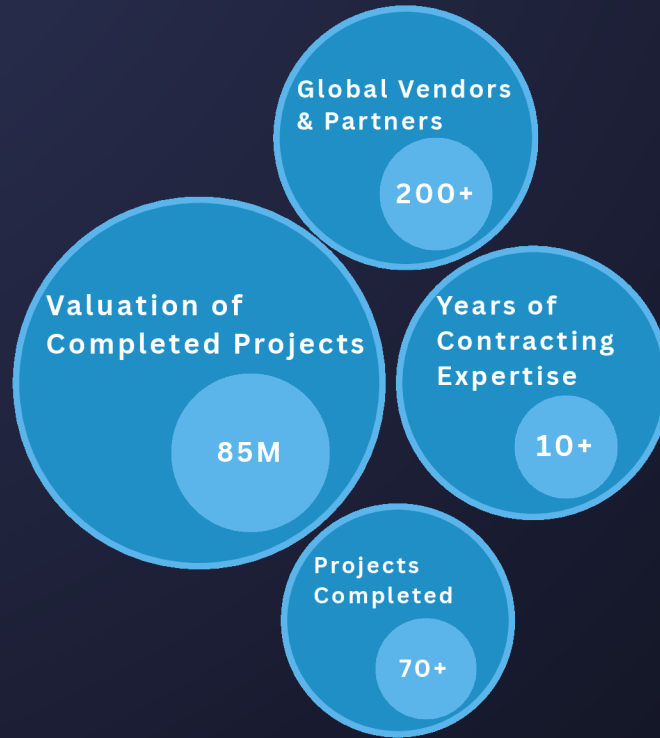 Global Vendors
& Partners
200+
Valuation of
Completed Projects
85M
Years of
Contracting
Expertise
10+
Projects
Completed
70+